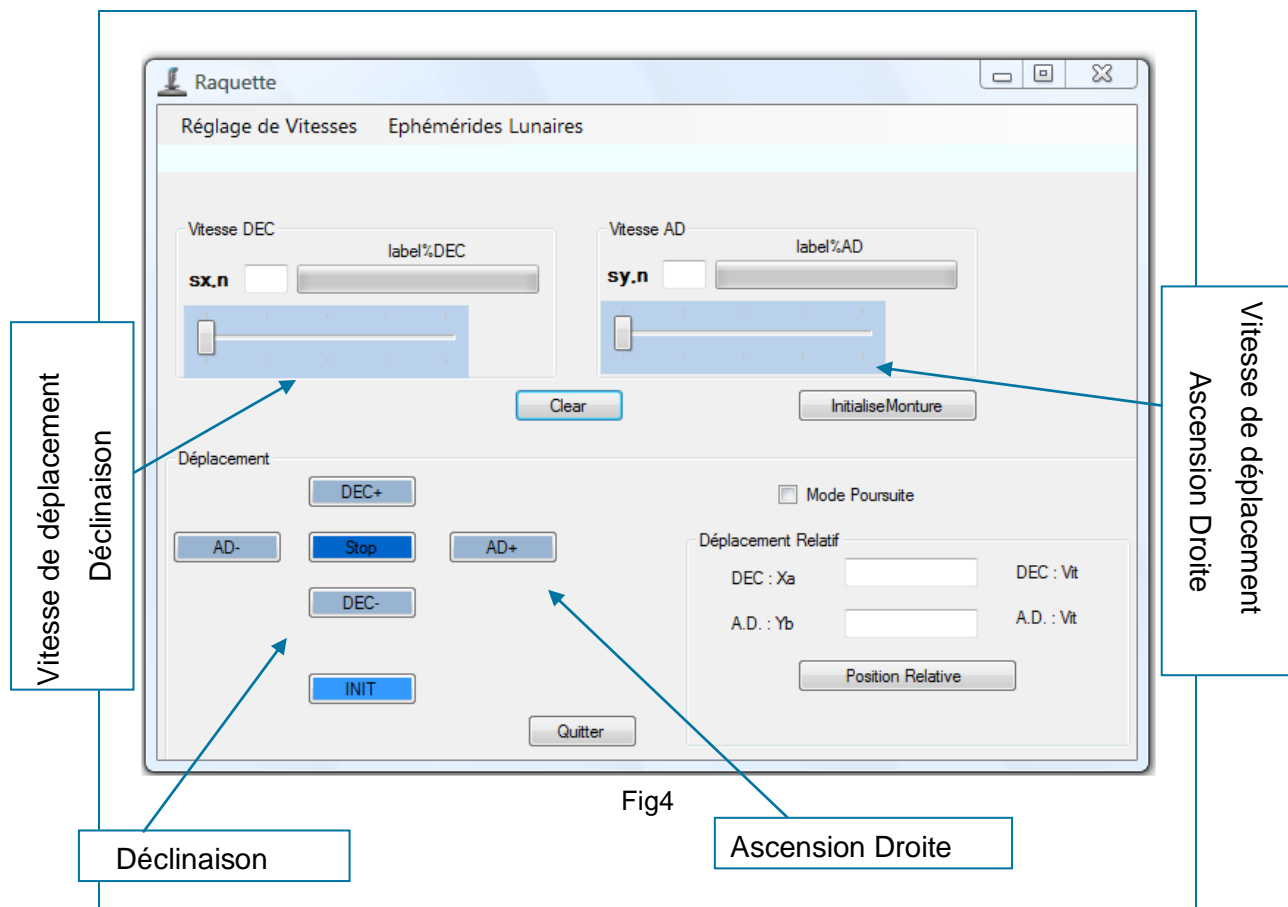 Raquette
Réglage de Vitesses Ephémérides Lunaires
Vitesse DEC
label%DEC
sx.n
Vitesse AD
label%AD
sy.n
Clear
InitialiseMonture
Déplacement
DEC+
AD-
Stop
AD+
DEC-
INIT
Quitter
Mode Poursuite
Déplacement Relatif
DEC : Xa
DEC : Vit
A.D. : Yb
A.D. : Vit
Position Relative
Vitesse de déplacement
Déclinaison
Vitesse de déplacement
Ascension Droite
Fig4
Déclinaison
Ascension Droite